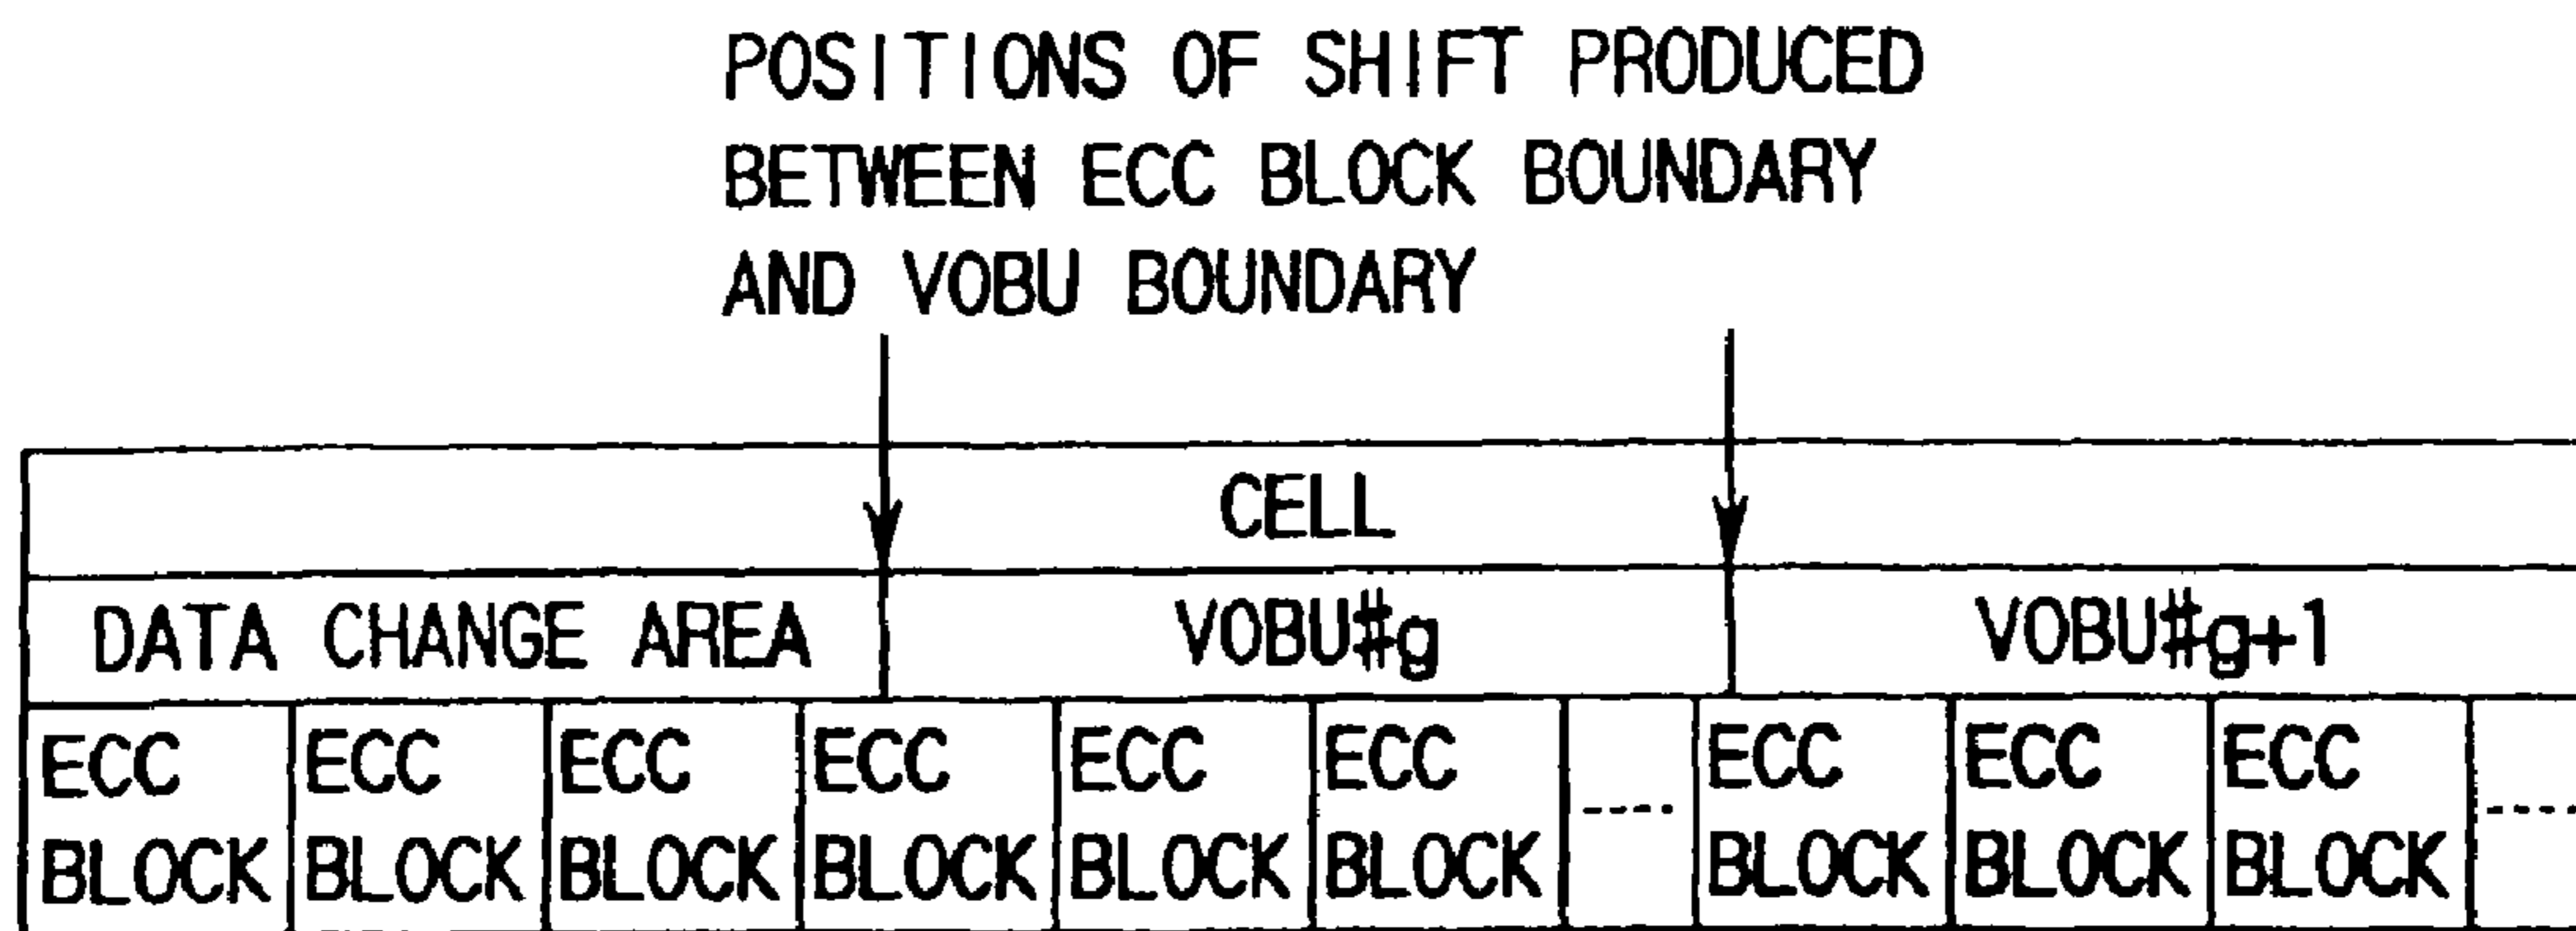 POSITIONS OF SHIFT PRODUCED
BETWEEN ECC BLOCK BOUNDARY
AND VOBU BOUNDARY
CELL
DATA CHANGE AREA VOBU#g VOBU#g+1
ECC ECC ECC ECC ECC ECC ---- ECC ECC ECC ----
BLOCK BLOCK BLOCK BLOCK BLOCK BLOCK BLOCK BLOCK BLOCK